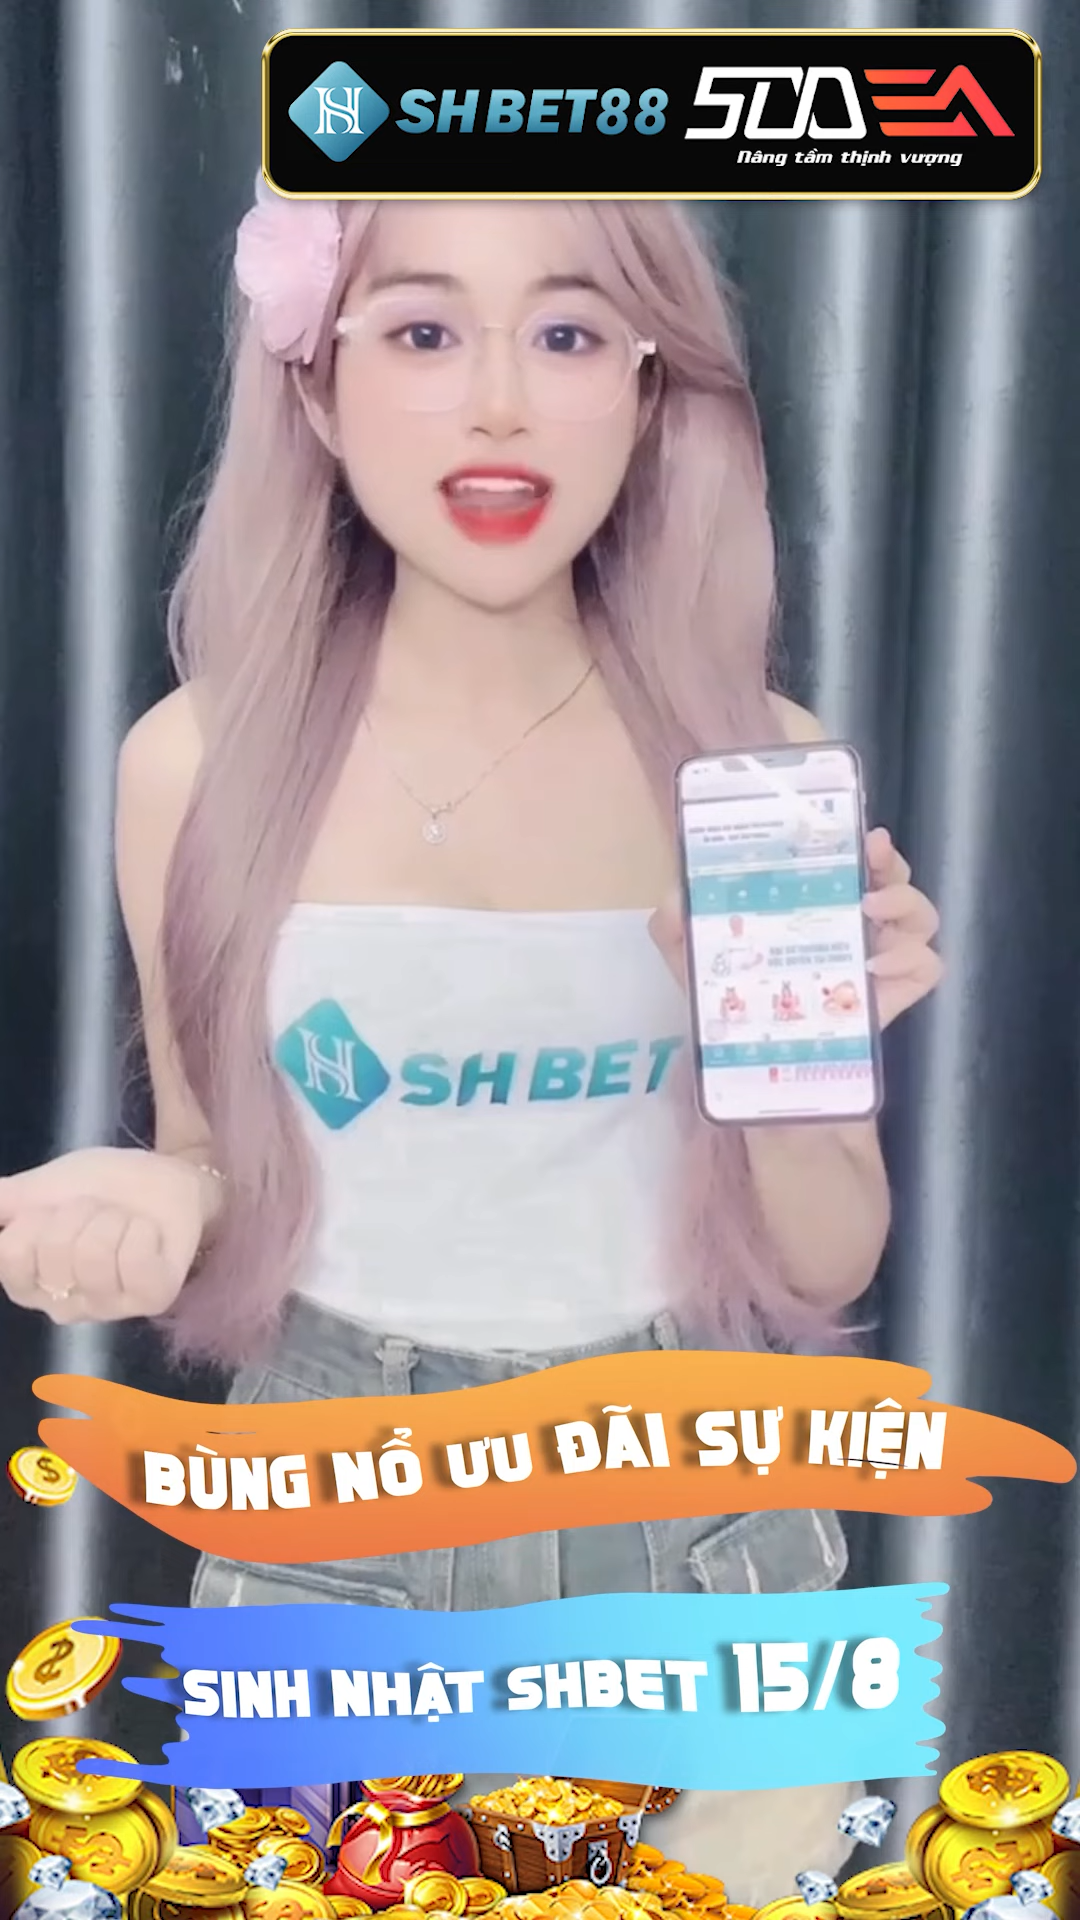 SHBET88 500EA
Nâng tầm thịnh vượng
SHBET
BÙNG NỔ ƯU ĐÃI SỰ KIỆN
SINH NHẬT SHBET 15/8